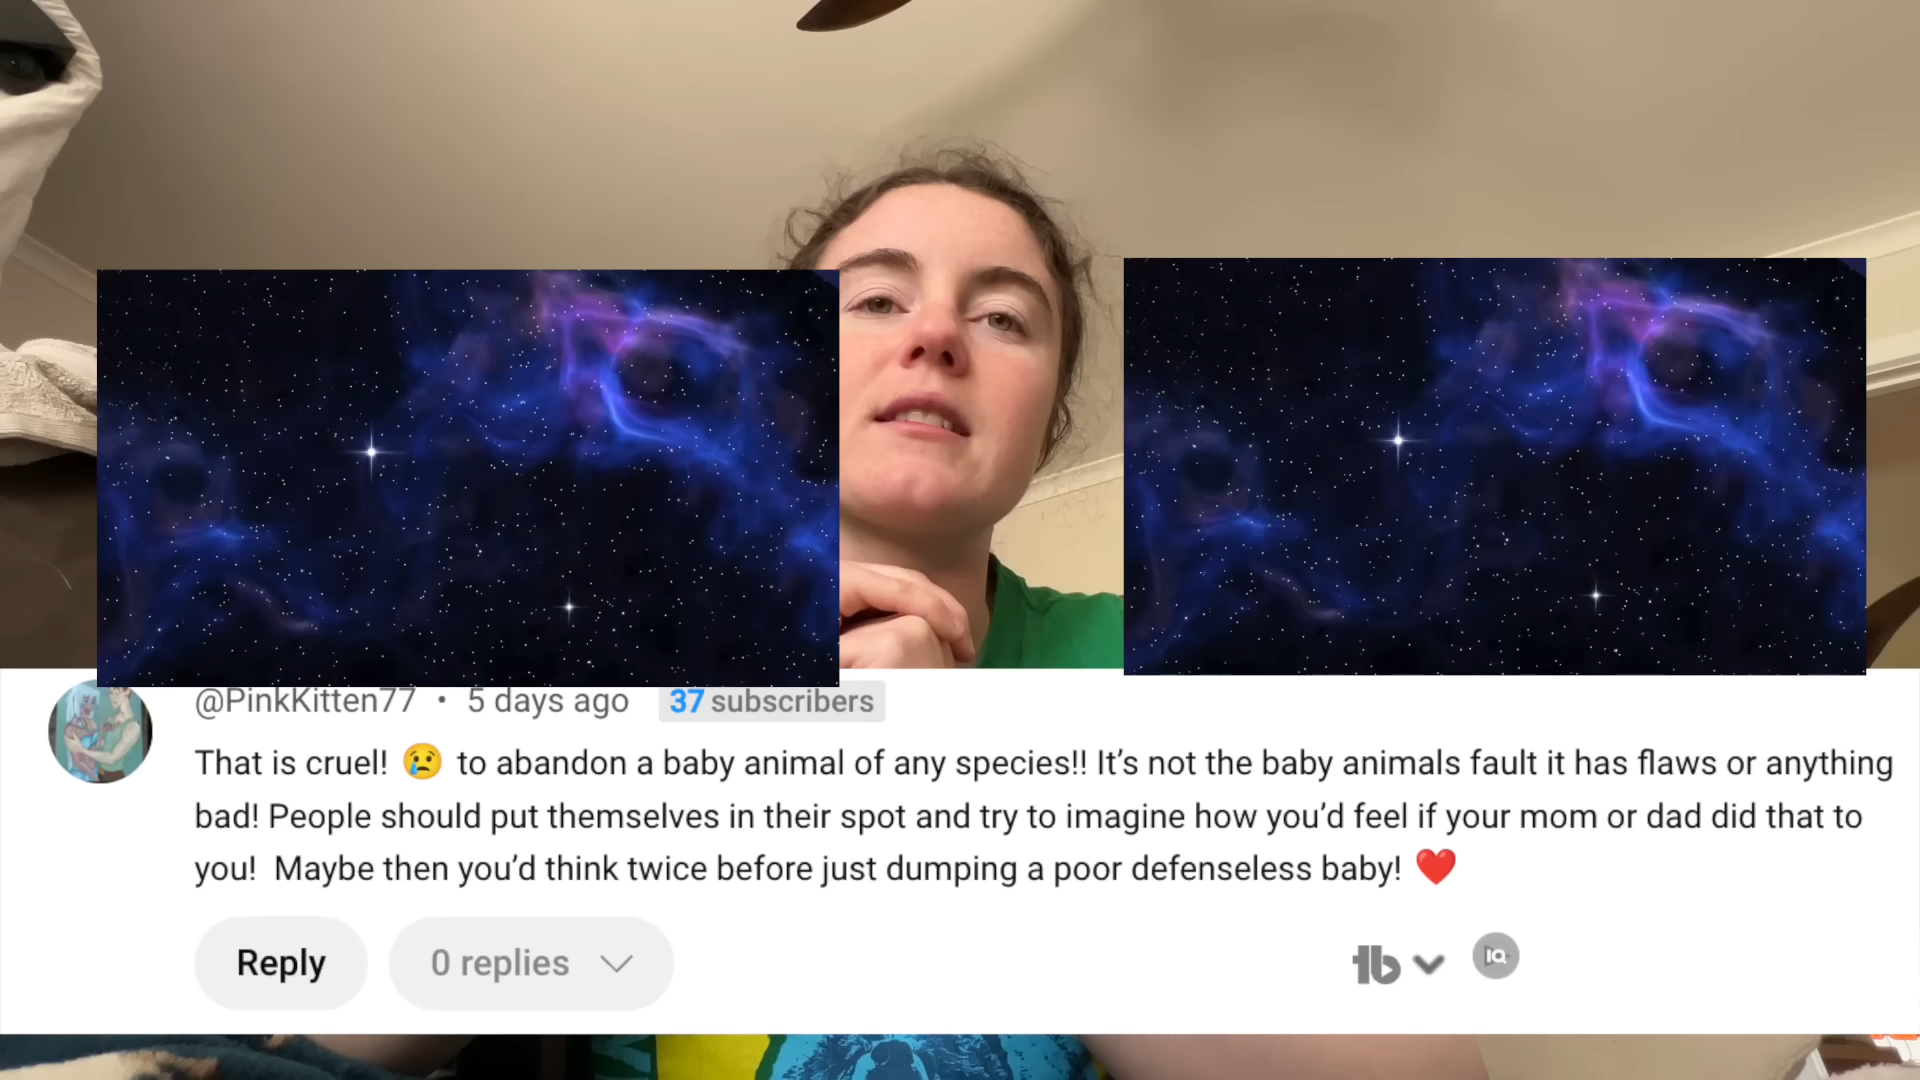 @PinkKitten77 • 5 days ago 37 subscribers
That is cruel! 😢 to abandon a baby animal of any species!! It’s not the baby animals fault it has flaws or anything
bad! People should put themselves in their spot and try to imagine how you’d feel if your mom or dad did that to
you! Maybe then you’d think twice before just dumping a poor defenseless baby! ❤️
Reply 0 replies